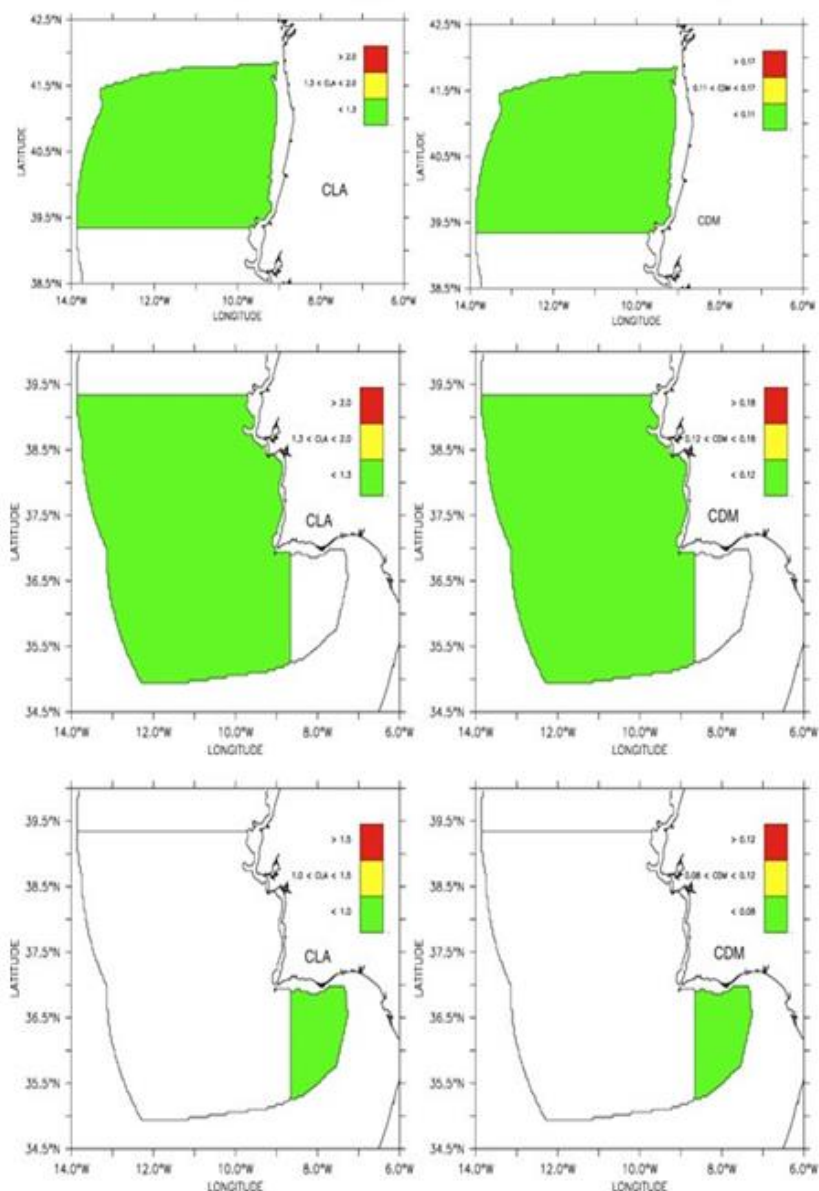 42.5°N
41.5°N
40.5°N
39.5°N
38.5°N
LATITUDE
> 2.0
1.3 < CLA < 2.0
< 1.3
CLA
14.0°W 12.0°W 10.0°W 8.0°W 6.0°W
LONGITUDE
42.5°N
41.5°N
40.5°N
39.5°N
38.5°N
LATITUDE
> 0.17
0.11 < CDM < 0.17
< 0.11
CDM
14.0°W 12.0°W 10.0°W 8.0°W 6.0°W
LONGITUDE
39.5°N
38.5°N
37.5°N
36.5°N
35.5°N
34.5°N
LATITUDE
> 2.0
1.3 < CLA < 2.0
< 1.3
CLA
14.0°W 12.0°W 10.0°W 8.0°W 6.0°W
LONGITUDE
39.5°N
38.5°N
37.5°N
36.5°N
35.5°N
34.5°N
LATITUDE
> 0.18
0.12 < CDM < 0.18
< 0.12
CDM
14.0°W 12.0°W 10.0°W 8.0°W 6.0°W
LONGITUDE
39.5°N
38.5°N
37.5°N
36.5°N
35.5°N
34.5°N
LATITUDE
> 1.5
1.0 < CLA < 1.5
< 1.0
CLA
14.0°W 12.0°W 10.0°W 8.0°W 6.0°W
LONGITUDE
39.5°N
38.5°N
37.5°N
36.5°N
35.5°N
34.5°N
LATITUDE
> 0.12
0.08 < CDM < 0.12
< 0.08
CDM
14.0°W 12.0°W 10.0°W 8.0°W 6.0°W
LONGITUDE